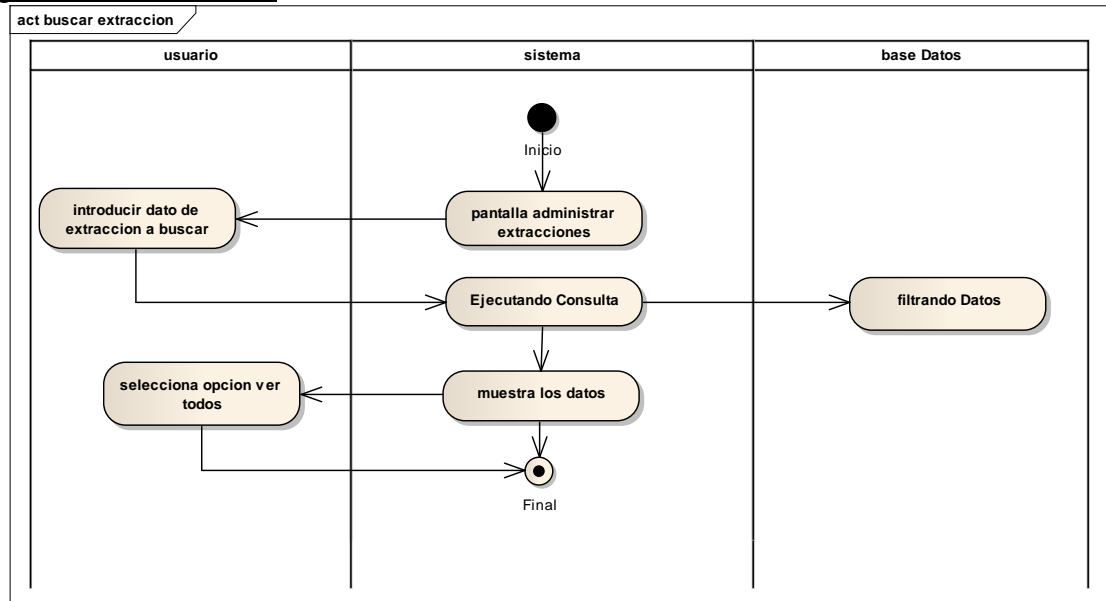 act buscar extraccion
usuario
sistema
base Datos
Inicio
introducir dato de
extraccion a buscar
pantalla administrar
extracciones
Ejecutando Consulta
filtrando Datos
selecciona opcion ver
todos
muestra los datos
Final